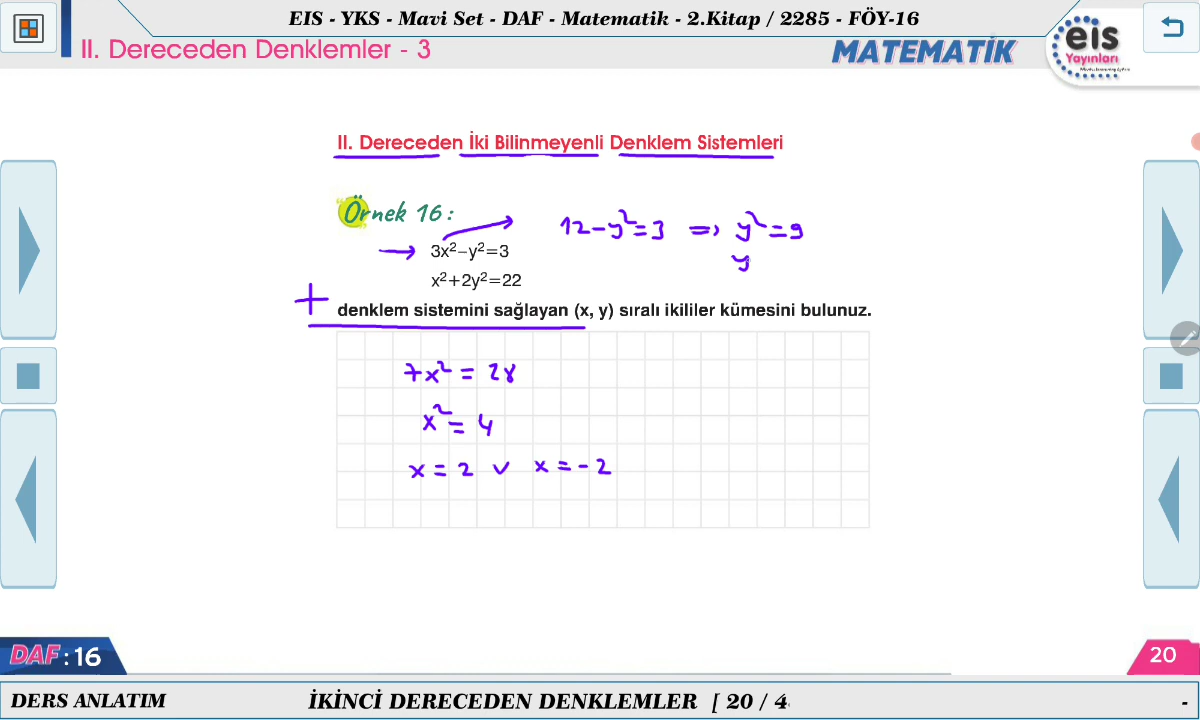 EIS - YKS - Mavi Set - DAF - Matematik - 2.Kitap / 2285 - FÖY-16
II. Dereceden Denklemler - 3
MATEMATİK
eis
Yayınları
II. Dereceden İki Bilinmeyenli Denklem Sistemleri
Örnek 16:
12-y²=3 ⇒ y²=9
y
3x²–y²=3
x²+2y²=22
+
denklem sistemini sağlayan (x, y) sıralı ikililer kümesini bulunuz.
7x² = 28
x² = 4
x = 2 v x = -2
DAF : 16
20
DERS ANLATIM
İKİNCİ DERECEDEN DENKLEMLER [ 20 / 4
-